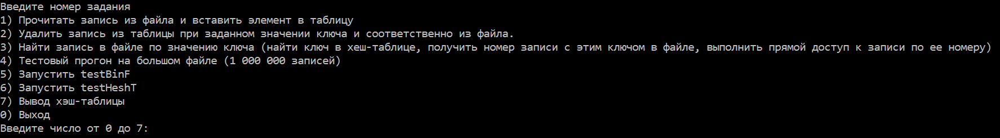 Введите номер задания
1) Прочитать запись из файла и вставить элемент в таблицу
2) Удалить запись из таблицы при заданном значении ключа и соответственно из файла.
3) Найти запись в файле по значению ключа (найти ключ в хеш-таблице, получить номер записи с этим ключом в файле, выполнить прямой доступ к записи по ее номеру)
4) Тестовый прогон на большом файле (1 000 000 записей)
5) Запустить testBinF
6) Запустить testHeshT
7) Вывод хэш-таблицы
0) Выход
Введите число от 0 до 7: